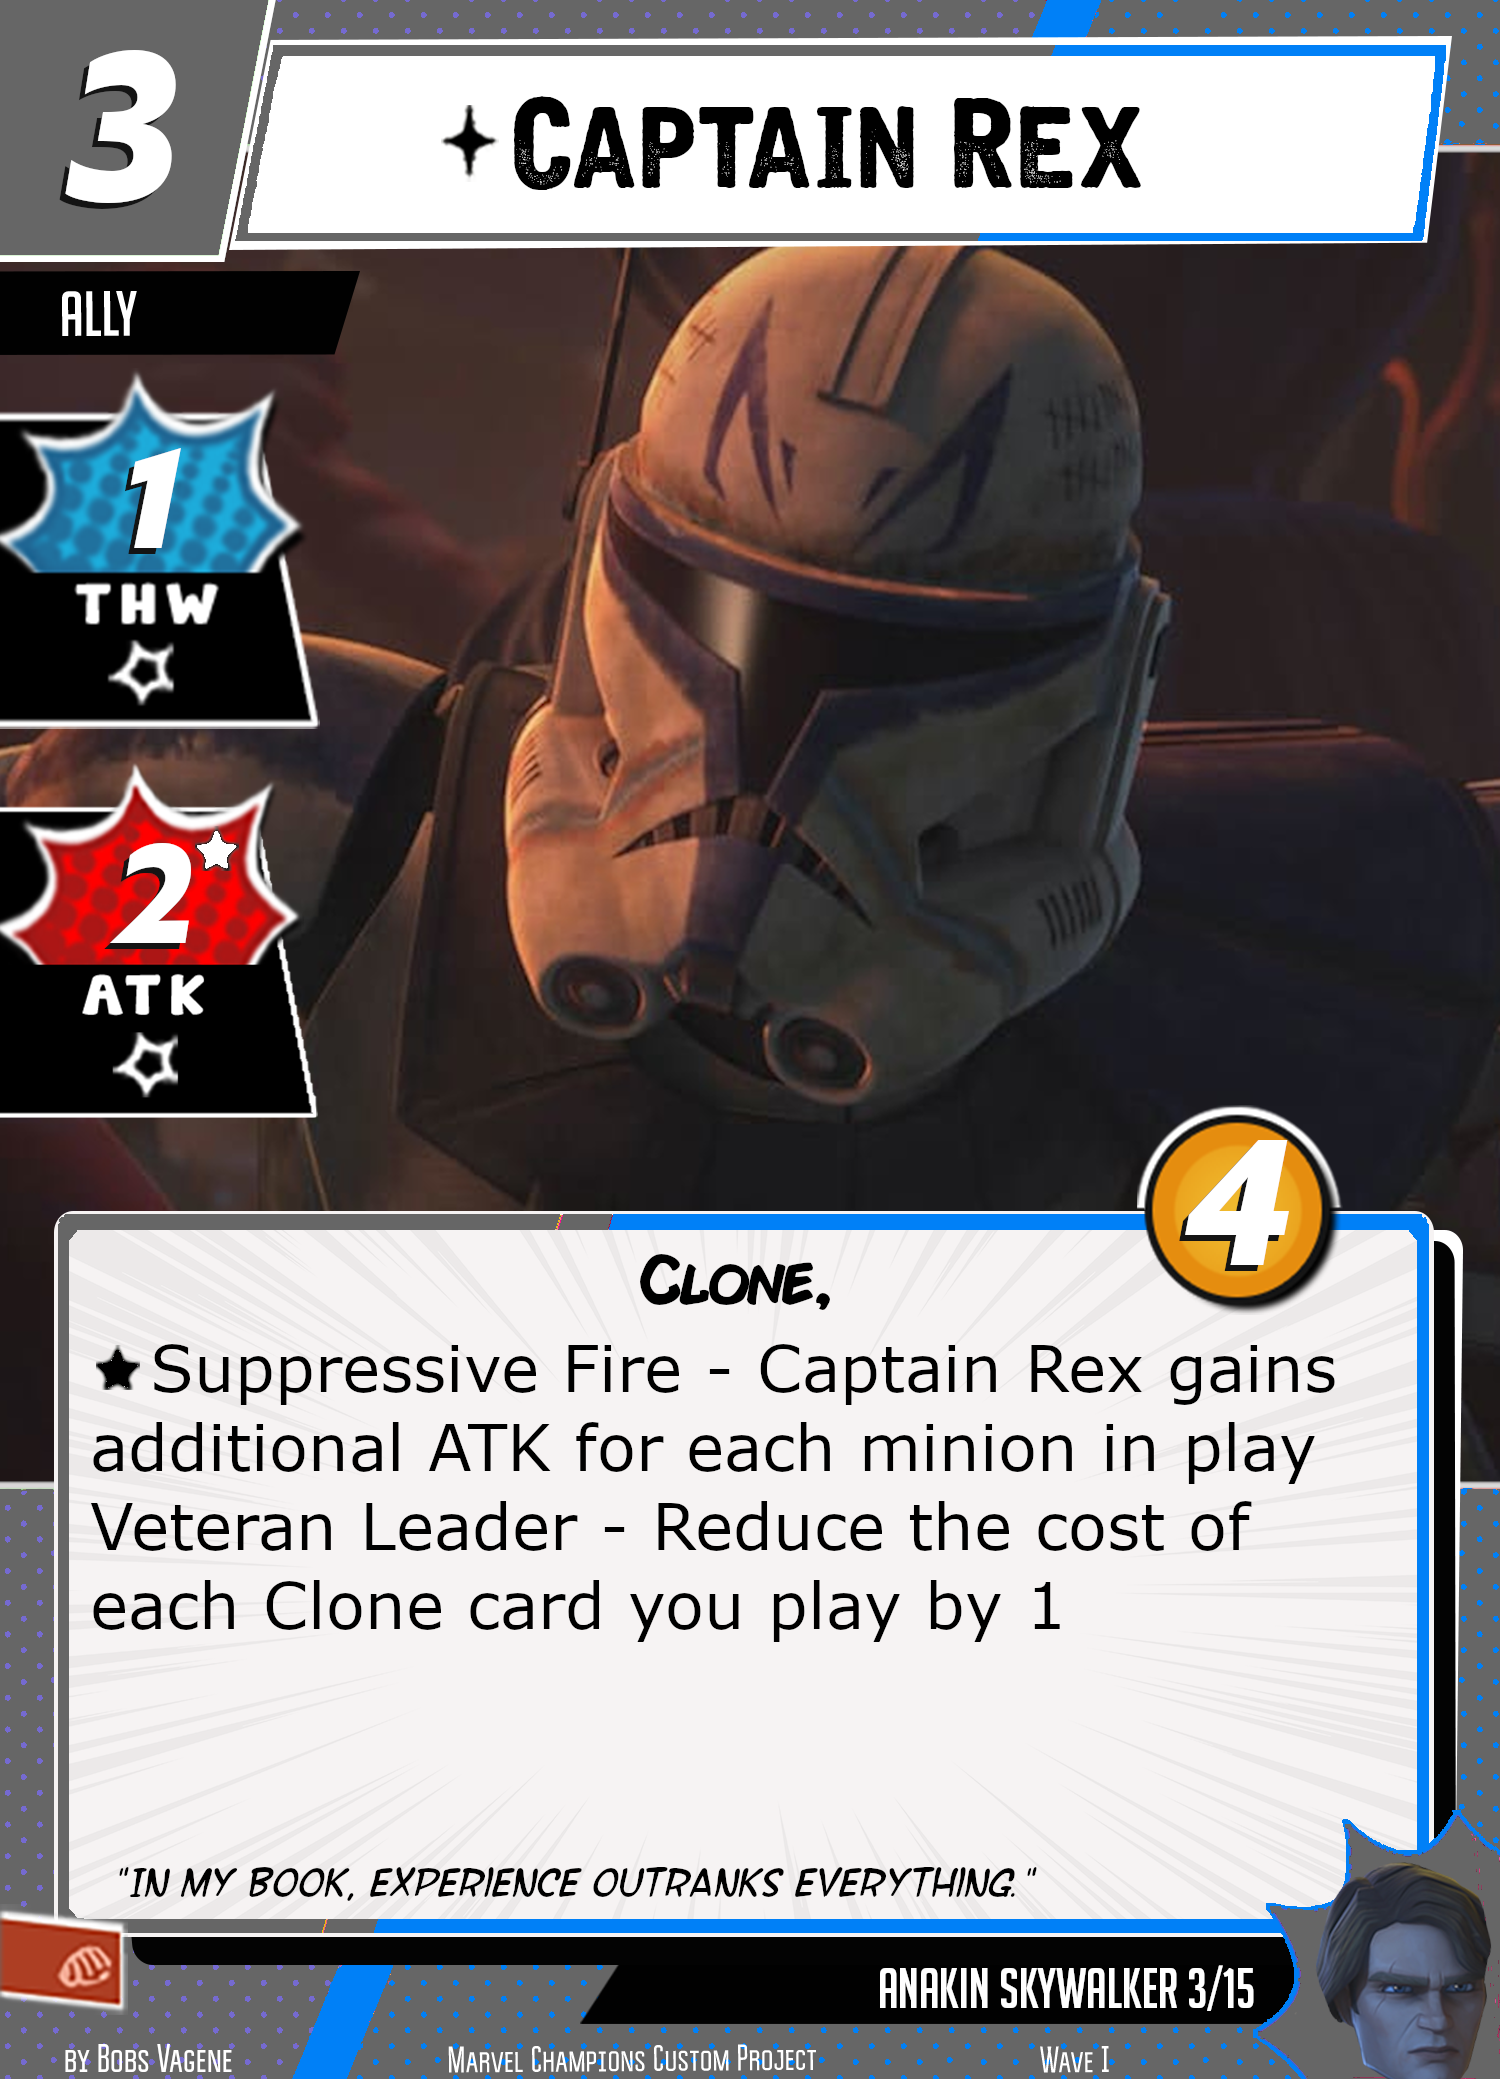 3
CAPTAIN REX
ALLY
1
THW
2
ATK
4
CLONE,
Suppressive Fire - Captain Rex gains
additional ATK for each minion in play
Veteran Leader - Reduce the cost of
each Clone card you play by 1
"IN MY BOOK, EXPERIENCE OUTRANKS EVERYTHING."
ANAKIN SKYWALKER 3/15
BY BOBS VAGENE
MARVEL CHAMPIONS CUSTOM PROJECT
WAVE I